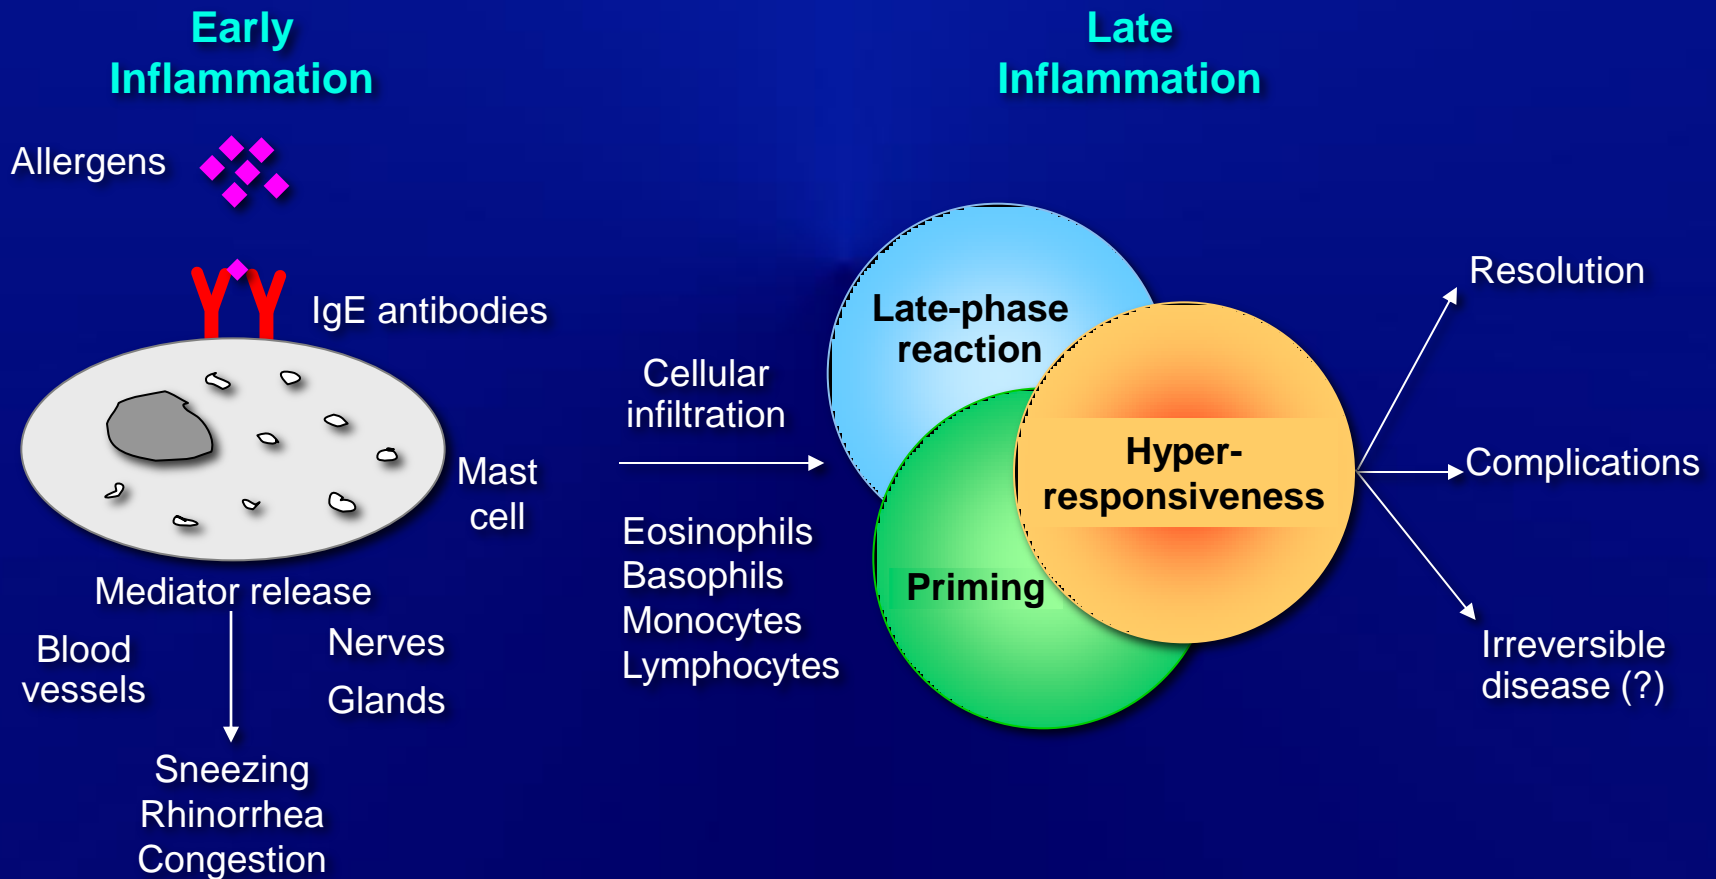 Early
Inflammation
Late
Inflammation
Allergens
IgE antibodies
Mast
cell
Mediator release
Blood
vessels
Nerves
Glands
Sneezing
Rhinorrhea
Congestion
Cellular
infiltration
Eosinophils
Basophils
Monocytes
Lymphocytes
Late-phase
reaction
Priming
Hyper-
responsiveness
Resolution
Complications
Irreversible
disease (?)